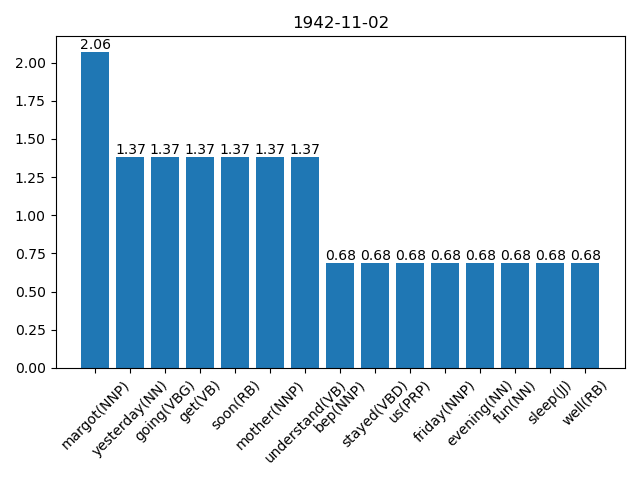 1942-11-02
2.06
1.37 1.37 1.37 1.37 1.37 1.37
0.68 0.68 0.68 0.68 0.68 0.68 0.68 0.68
2.00
1.75
1.50
1.25
1.00
0.75
0.50
0.25
0.00
margot(NNP)
yesterday(NN)
going(VBG)
get(VB)
soon(RB)
mother(NNP)
understand(VB)
bep(NNP)
stayed(VBD)
us(PRP)
friday(NNP)
evening(NN)
fun(NN)
sleep(JJ)
well(RB)